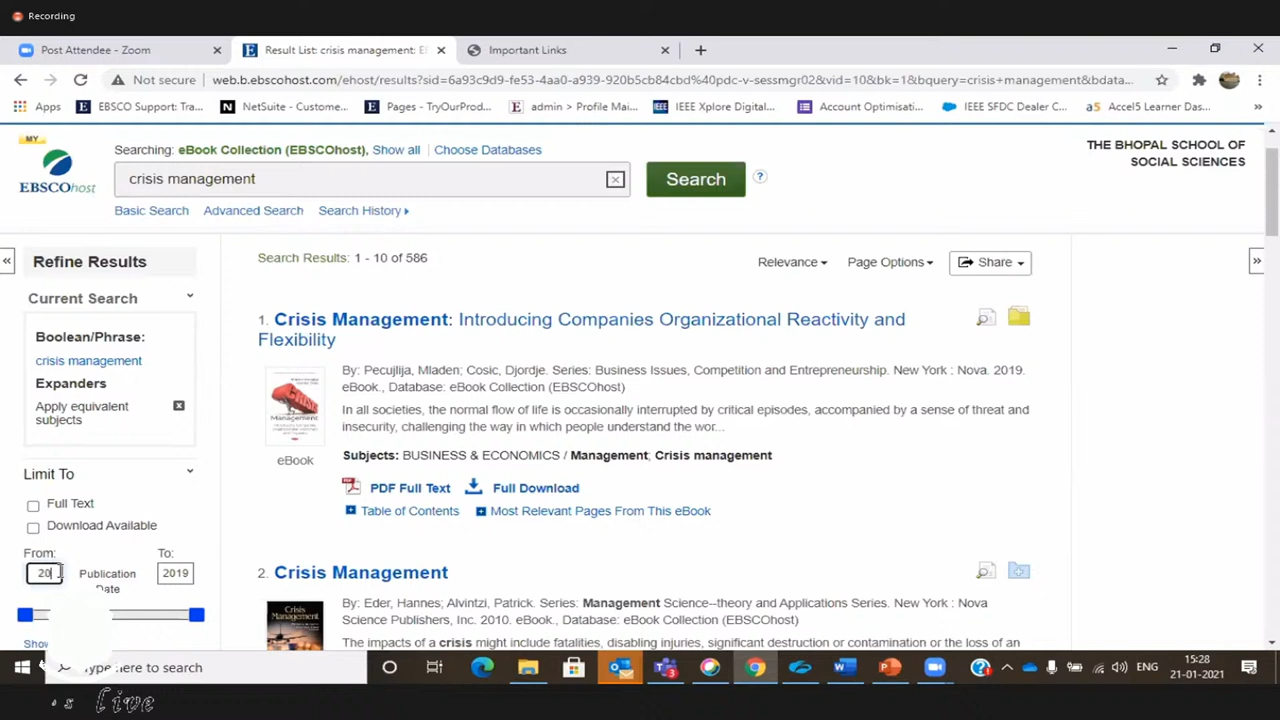 Recording
Post Attendee - Zoom
Result List: crisis management: E
Important Links
Not secure
web.b.ebscohost.com/ehost/results?sid=6a93c9d9-fe53-4aa0-a939-920b5cb84cbd%40pdc-v-sessmgr02&vid=10&bk=1&bquery=crisis+management&bdata...
Apps
EBSCO Support: Tra...
NetSuite - Custome...
Pages - TryOurProd...
admin > Profile Mai...
IEEE Xplore Digital...
Account Optimisati...
IEEE SFDC Dealer C...
a5 Accel5 Learner Das...
MY
EBSCOhost
Searching: eBook Collection (EBSCOhost), Show all Choose Databases
crisis management
Search
Basic Search Advanced Search Search History
THE BHOPAL SCHOOL OF
SOCIAL SCIENCES
Refine Results
Current Search
Boolean/Phrase:
crisis management
Expanders
Apply equivalent
subjects
Limit To
Full Text
Download Available
From: To:
20 Publication 2019
Date
Show
Search Results: 1 - 10 of 586
Relevance Page Options Share
1. Crisis Management: Introducing Companies Organizational Reactivity and
Flexibility
Crisis
Management
eBook
By: Pecujlija, Mladen; Cosic, Djordje. Series: Business Issues, Competition and Entrepreneurship. New York : Nova. 2019.
eBook., Database: eBook Collection (EBSCOhost)
In all societies, the normal flow of life is occasionally interrupted by critical episodes, accompanied by a sense of threat and
insecurity, challenging the way in which people understand the wor...
Subjects: BUSINESS & ECONOMICS / Management; Crisis management
PDF Full Text Full Download
Table of Contents Most Relevant Pages From This eBook
2. Crisis Management
Crisis
Management
By: Eder, Hannes; Alvintzi, Patrick. Series: Management Science--theory and Applications Series. New York : Nova
Science Publishers, Inc. 2010. eBook., Database: eBook Collection (EBSCOhost)
The impacts of a crisis might include fatalities, disabling injuries, significant destruction or contamination or the loss of an
Type here to search
ENG
15:28
21-01-2021
is live